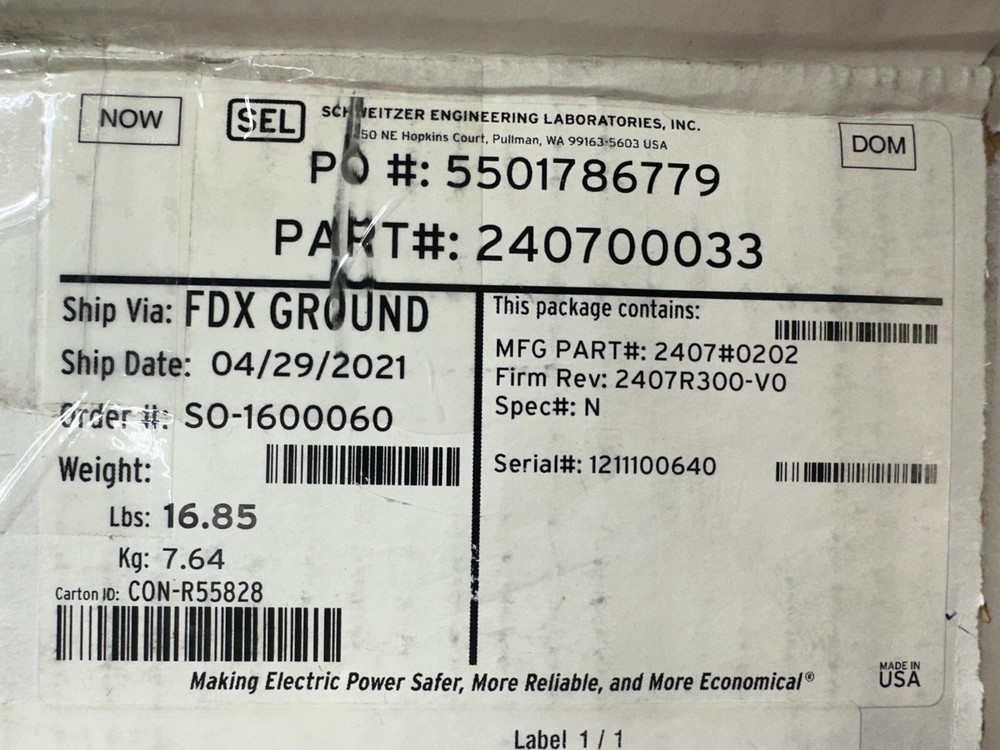 NOW
SEL
SCHWEITZER ENGINEERING LABORATORIES, INC.
50 NE Hopkins Court, Pullman, WA 99163-5603 USA
DOM
PO #: 5501786779
PART#: 240700033
Ship Via: FDX GROUND
Ship Date: 04/29/2021
Order #: SO-1600060
Weight:
Lbs: 16.85
Kg: 7.64
Carton ID: CON-R55828
This package contains:
MFG PART#: 2407#0202
Firm Rev: 2407R300-V0
Spec#: N
Serial#: 1211100640
Making Electric Power Safer, More Reliable, and More Economical®
MADE IN
USA
Label 1 / 1